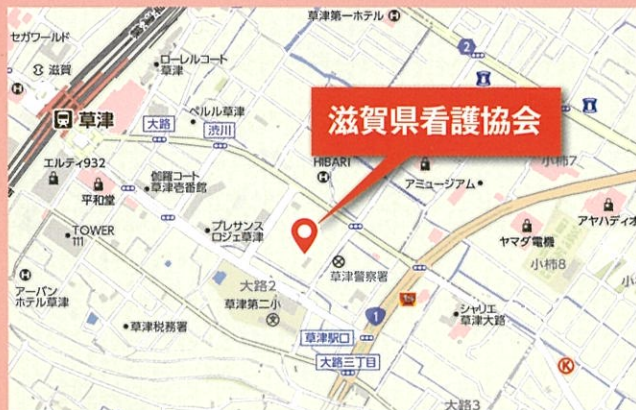 草津第一ホテル
セガワールド
滋賀
ローレルコート
草津
2
ベルル草津
草津
大路
渋川
滋賀県看護協会
HIBARI
小柿7
エルティ932
平和堂
伽羅コート
草津壱番館
アミュージアム
アヤハディオ
TOWER
111
プレサンス
ロジェ草津
ヤマダ電機
小柿8
草津警察署
アーバン
ホテル草津
大路2
草津第二小
文
1
シャリエ
草津大路
草津税務署
草津駅口
大路三丁目
K
大路3